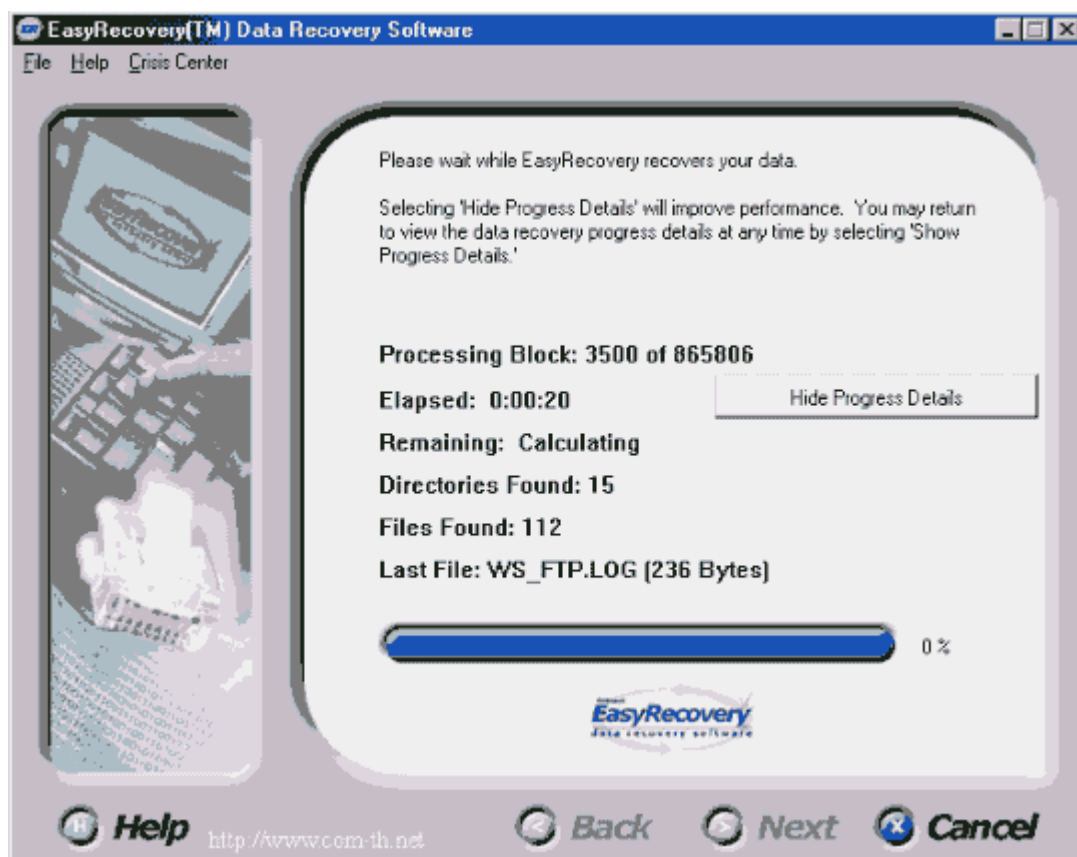 EasyRecovery(TM) Data Recovery Software
File Help Crisis Center
EasyRecovery
Please wait while EasyRecovery recovers your data.
Selecting 'Hide Progress Details' will improve performance. You may return
to view the data recovery progress details at any time by selecting 'Show
Progress Details.'
Processing Block: 3500 of 865806
Elapsed: 0:00:20
Hide Progress Details
Remaining: Calculating
Directories Found: 15
Files Found: 112
Last File: WS_FTP.LOG (236 Bytes)
0 %
EasyRecovery
data recovery software
Help
http://www.com-th.net
Back
Next
Cancel